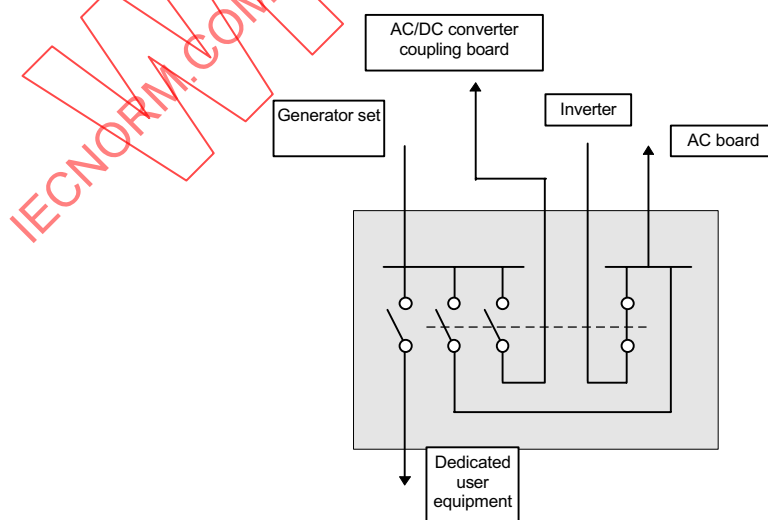 AC/DC converter
coupling board
Generator set
Inverter
AC board
Dedicated
user
equipment
IECNORM.COM